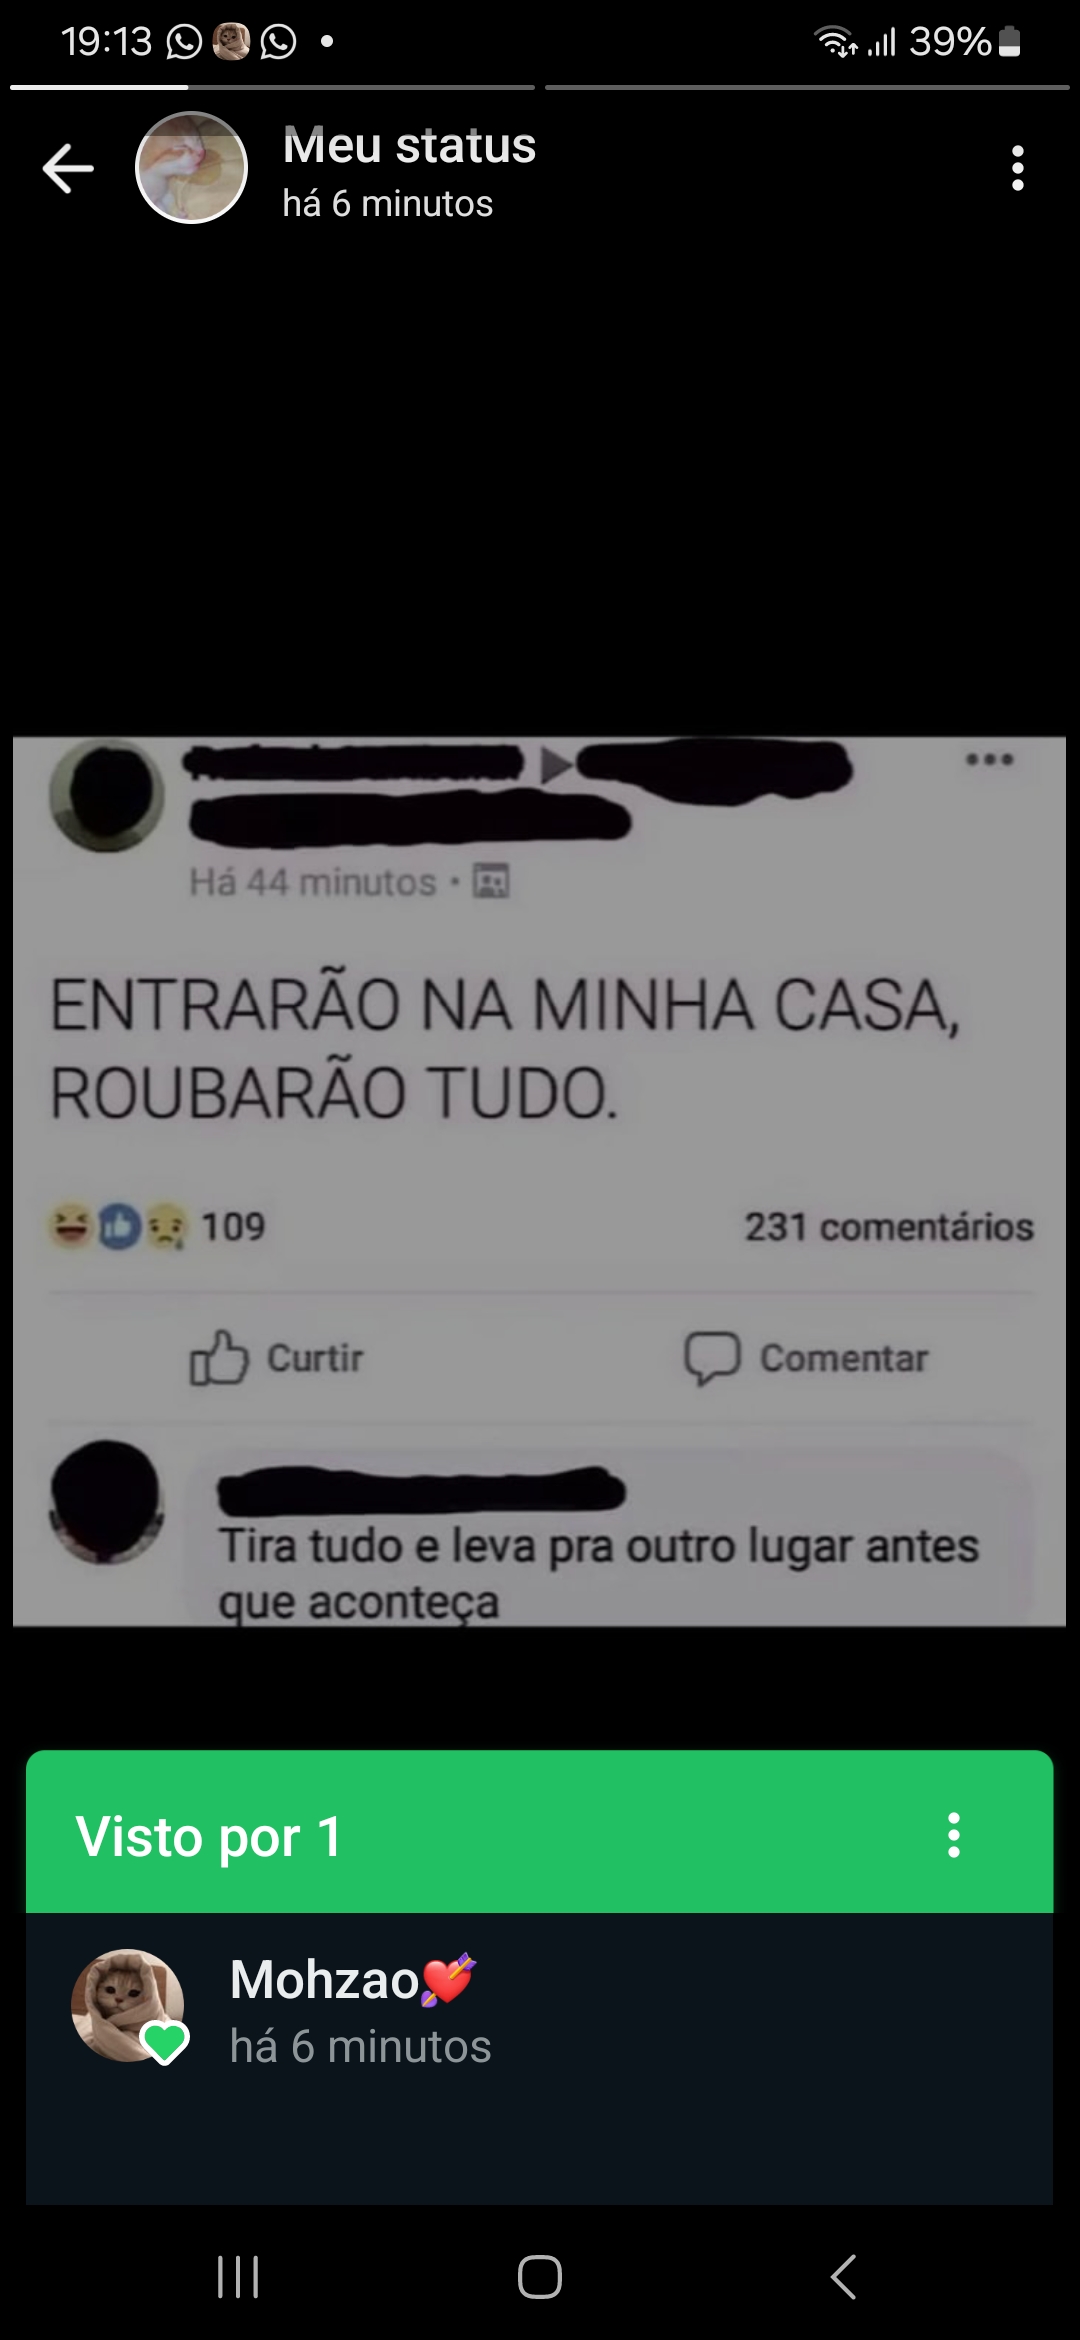 19:13
39%
Meu status
há 6 minutos
Há 44 minutos •
ENTRARÃO NA MINHA CASA,
ROUBARÃO TUDO.
109
231 comentários
Curtir
Comentar
Tira tudo e leva pra outro lugar antes
que aconteça
Visto por 1
Mohzao💘
há 6 minutos